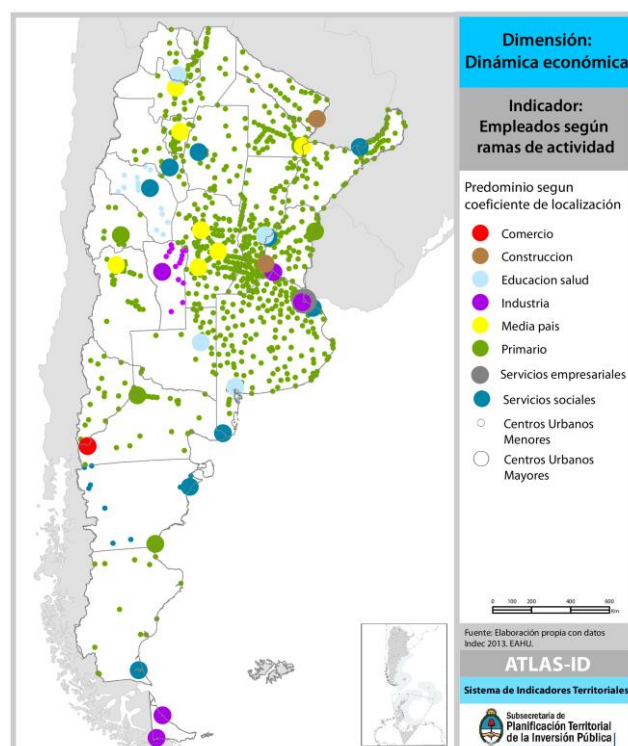 Dimensión:
Dinámica económica
Indicador:
Empleados según
ramas de actividad
Predominio segun
coeficiente de localización
Comercio
Construccion
Educacion salud
Industria
Media pais
Primario
Servicios empresariales
Servicios sociales
Centros Urbanos
Menores
Centros Urbanos
Mayores
0 100 200 400 600
Km
Fuente: Elaboración propia con datos
Indec 2013. EAHU.
ATLAS-ID
Sistema de Indicadores Territoriales
Subsecretaría de
Planificación Territorial
de la Inversión Pública